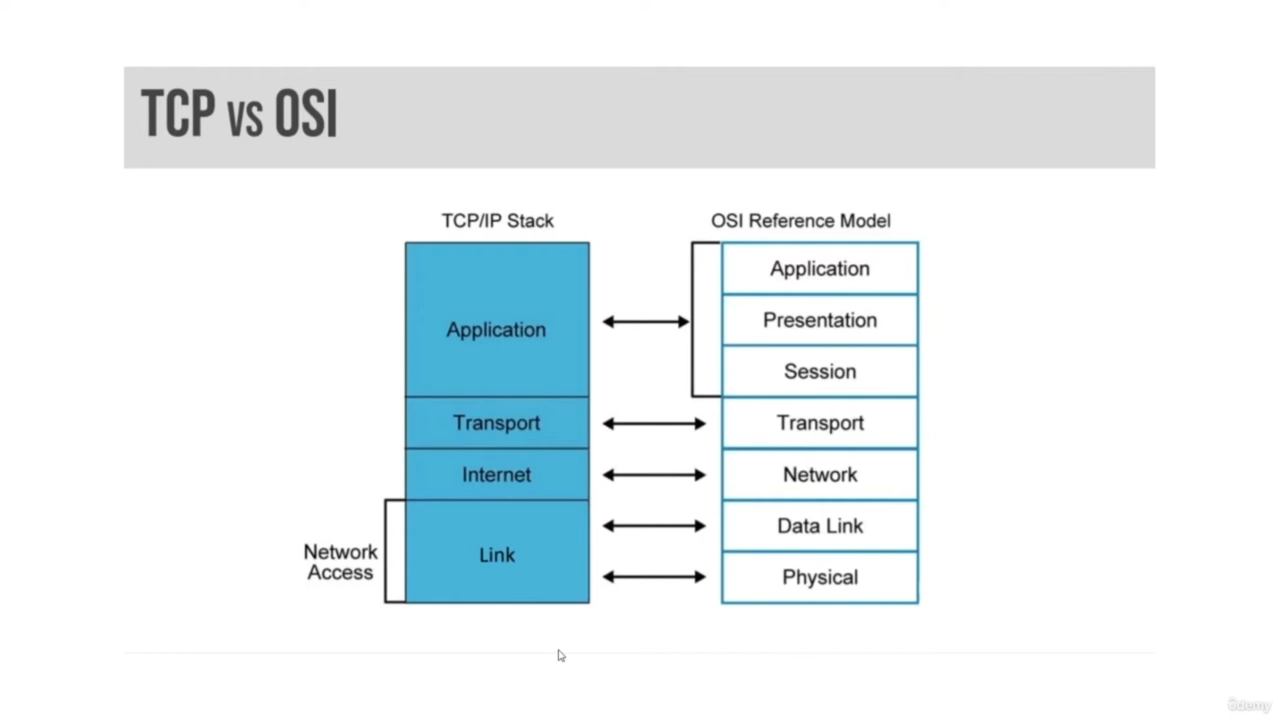 TCP VS OSI
TCP/IP Stack
Application
Transport
Internet
Link
Network
Access
OSI Reference Model
Application
Presentation
Session
Transport
Network
Data Link
Physical
ûdemy